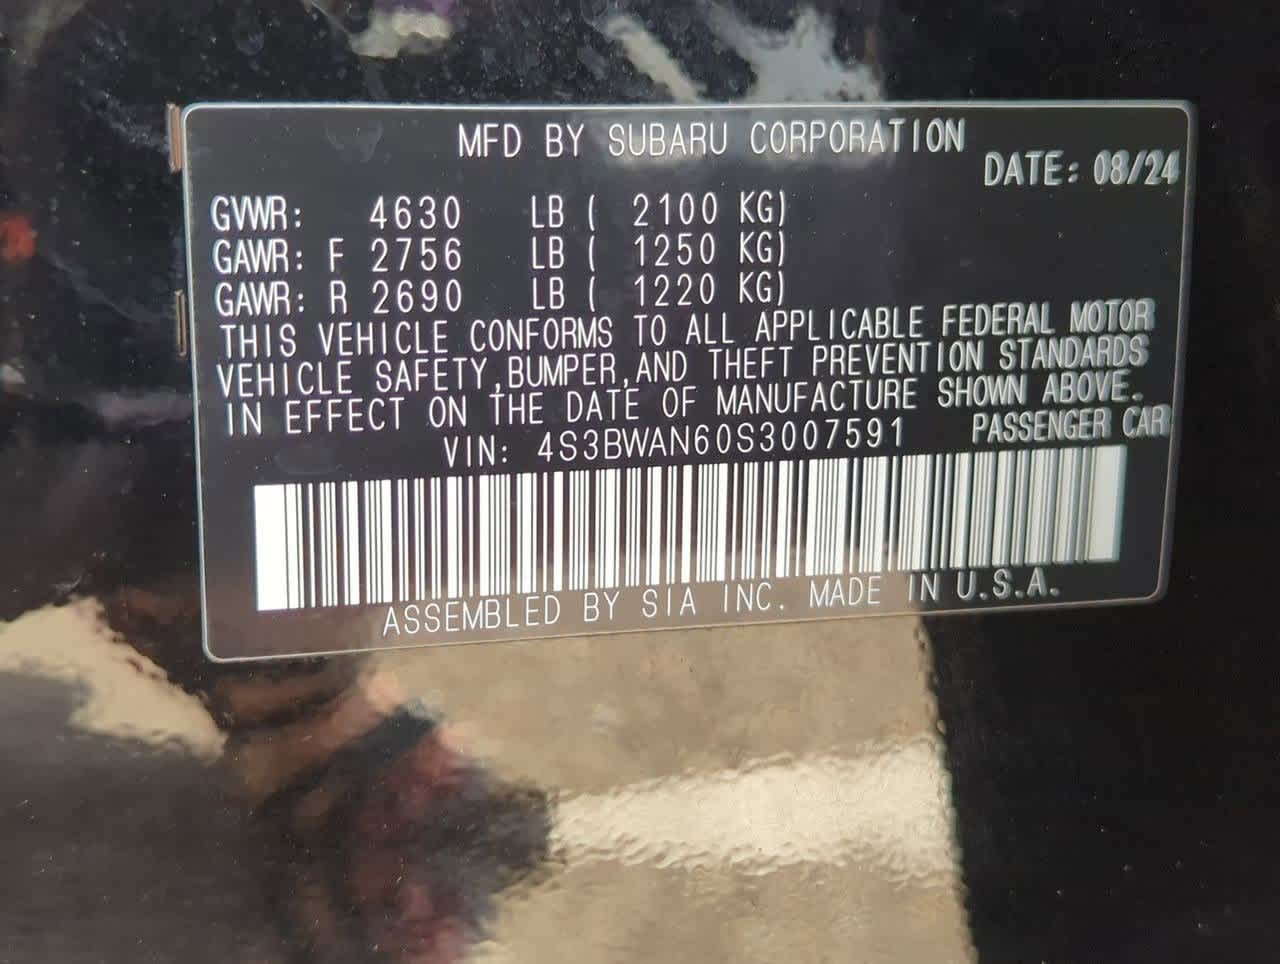 MFD BY SUBARU CORPORATION
DATE: 08/24
GVWR: 4630 LB ( 2100 KG)
GAWR: F 2756 LB ( 1250 KG)
GAWR: R 2690 LB ( 1220 KG)
THIS VEHICLE CONFORMS TO ALL APPLICABLE FEDERAL MOTOR
VEHICLE SAFETY,BUMPER,AND THEFT PREVENTION STANDARDS
IN EFFECT ON THE DATE OF MANUFACTURE SHOWN ABOVE.
VIN: 4S3BWAN60S3007591 PASSENGER CAR
ASSEMBLED BY SIA INC. MADE IN U.S.A.